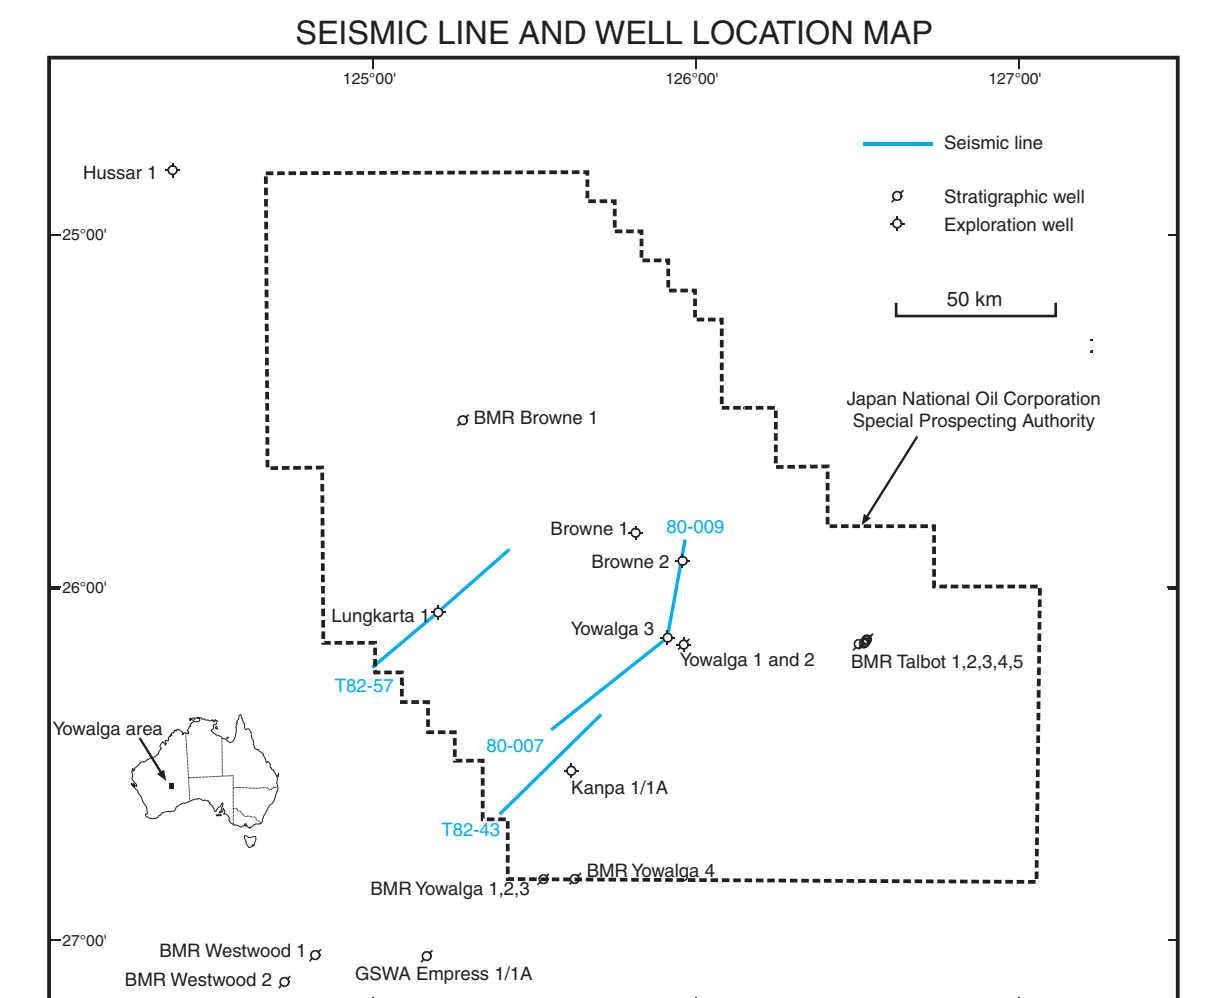 SEISMIC LINE AND WELL LOCATION MAP
125°00'
126°00'
127°00'
Seismic line
Hussar 1
Stratigraphic well
Exploration well
25°00'
50 km
Japan National Oil Corporation
Special Prospecting Authority
BMR Browne 1
Browne 1
80-009
Browne 2
26°00'
Lungkarta 1
Yowalga 3
Yowalga 1 and 2
BMR Talbot 1,2,3,4,5
T82-57
Yowalga area
80-007
Kanpa 1/1A
T82-43
BMR Yowalga 4
BMR Yowalga 1,2,3
27°00'
BMR Westwood 1
GSWA Empress 1/1A
BMR Westwood 2